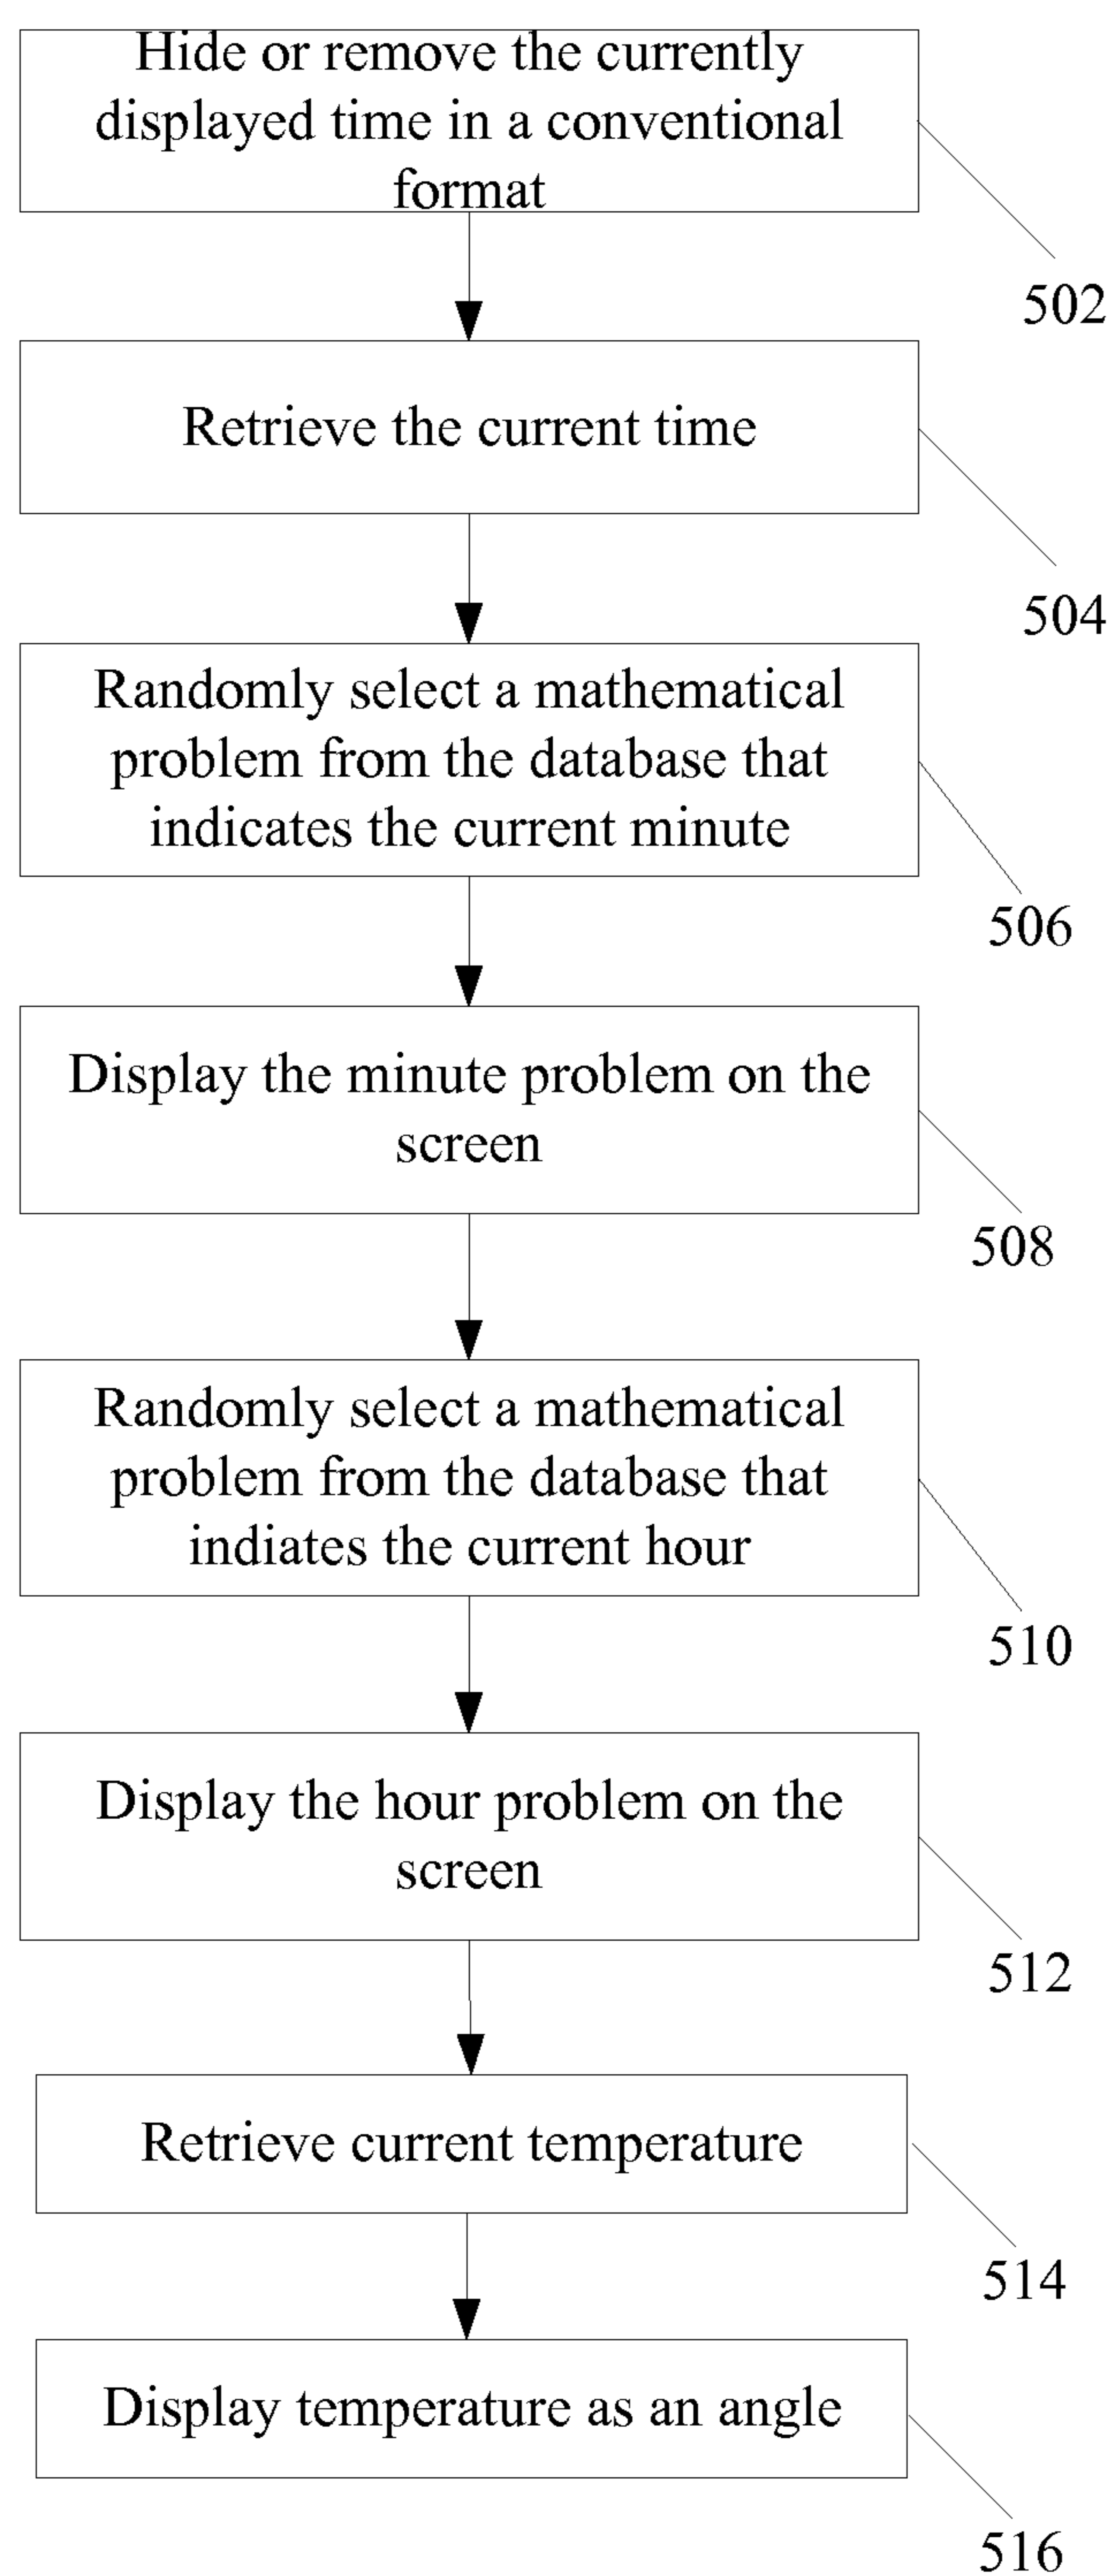 Hide or remove the currently
displayed time in a conventional
format
502
Retrieve the current time
504
Randomly select a mathematical
problem from the database that
indicates the current minute
506
Display the minute problem on the
screen
508
Randomly select a mathematical
problem from the database that
indiates the current hour
510
Display the hour problem on the
screen
512
Retrieve current temperature
514
Display temperature as an angle
516